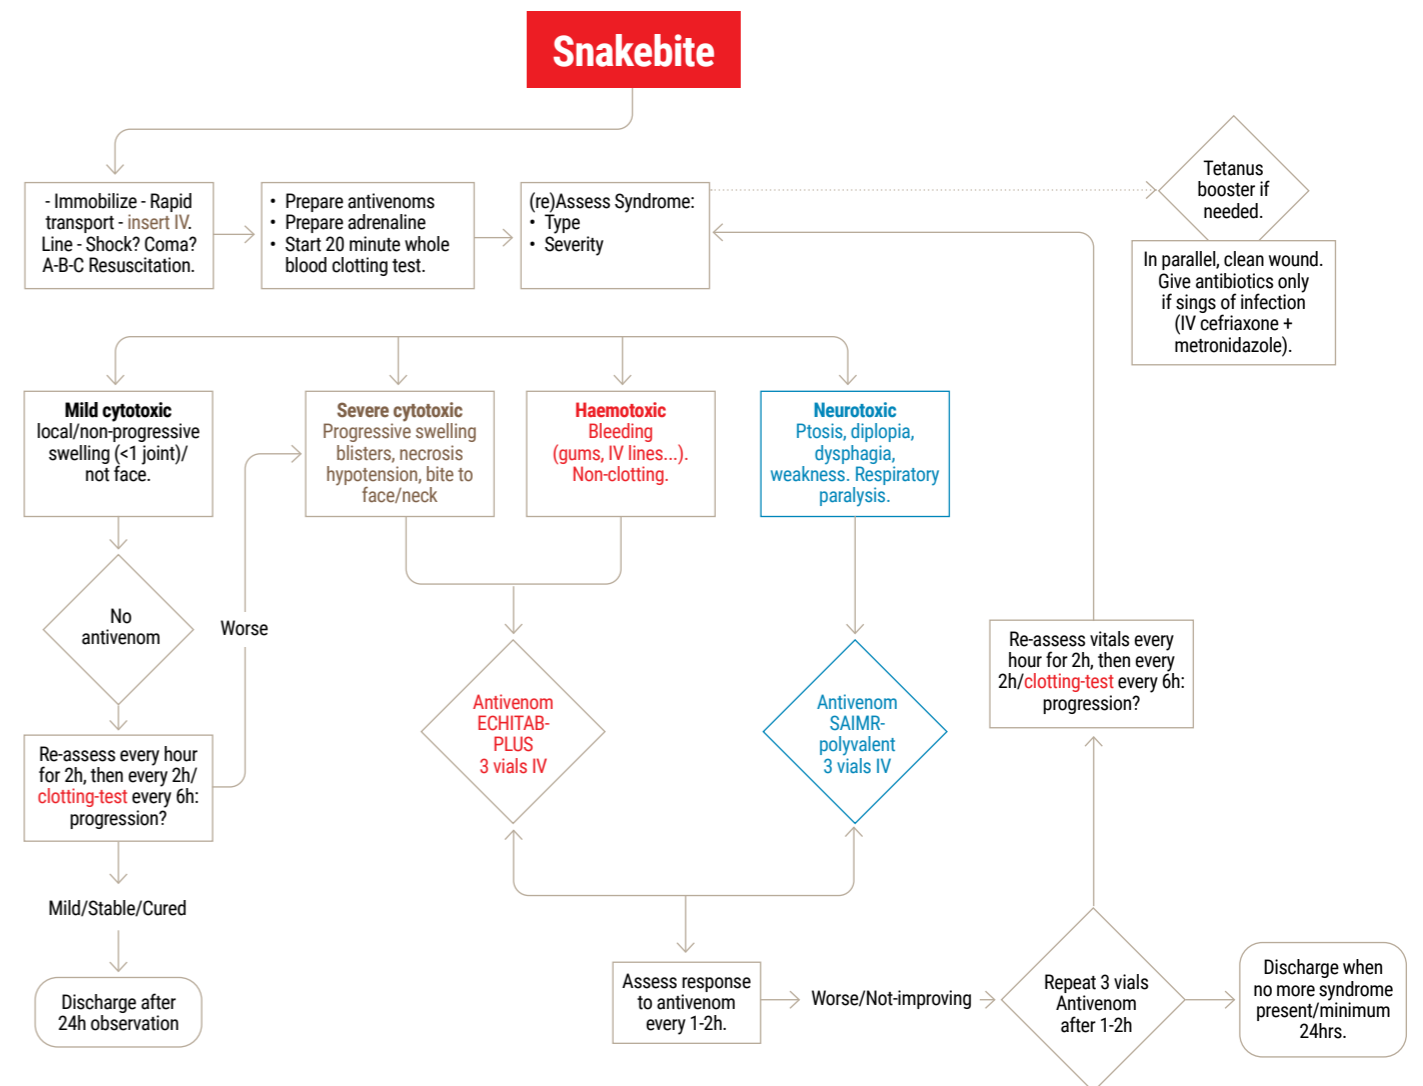 Snakebite
- Immobilize - Rapid
transport - insert IV.
Line - Shock? Coma?
A-B-C Resuscitation.
• Prepare antivenoms
• Prepare adrenaline
• Start 20 minute whole
blood clotting test.
(re)Assess Syndrome:
• Type
• Severity
Tetanus
booster if
needed.
In parallel, clean wound.
Give antibiotics only
if sings of infection
(IV cefriaxone +
metronidazole).
Mild cytotoxic
local/non-progressive
swelling (<1 joint)/
not face.
Severe cytotoxic
Progressive swelling
blisters, necrosis
hypotension, bite to
face/neck
Haemotoxic
Bleeding
(gums, IV lines...).
Non-clotting.
Neurotoxic
Ptosis, diplopia,
dysphagia,
weakness. Respiratory
paralysis.
No
antivenom
Worse
Re-assess every hour
for 2h, then every 2h/
clotting-test every 6h:
progression?
Mild/Stable/Cured
Discharge after
24h observation
Antivenom
ECHITAB-
PLUS
3 vials IV
Antivenom
SAIMR-
polyvalent
3 vials IV
Re-assess vitals every
hour for 2h, then every
2h/clotting-test every 6h:
progression?
Assess response
to antivenom
every 1-2h.
Worse/Not-improving
Repeat 3 vials
Antivenom
after 1-2h
Discharge when
no more syndrome
present/minimum
24hrs.